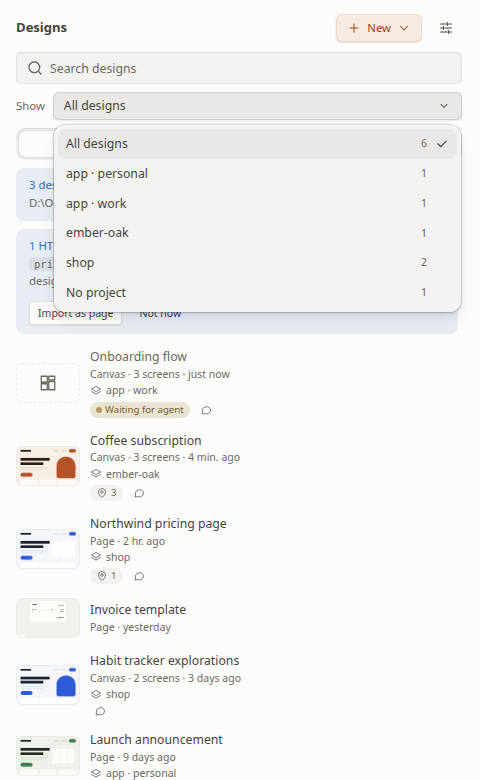 Designs
New
Search designs
Show
All designs
All designs 6
app · personal 1
app · work 1
ember-oak 1
shop 2
No project 1
3 des
D:\O
1 HT
pri
desig
Import as page Not now
Onboarding flow
Canvas · 3 screens · just now
app · work
Waiting for agent
Coffee subscription
Canvas · 3 screens · 4 min. ago
ember-oak
3
Northwind pricing page
Page · 2 hr. ago
shop
1
Invoice template
Page · yesterday
Habit tracker explorations
Canvas · 2 screens · 3 days ago
shop
Launch announcement
Page · 9 days ago
app · personal